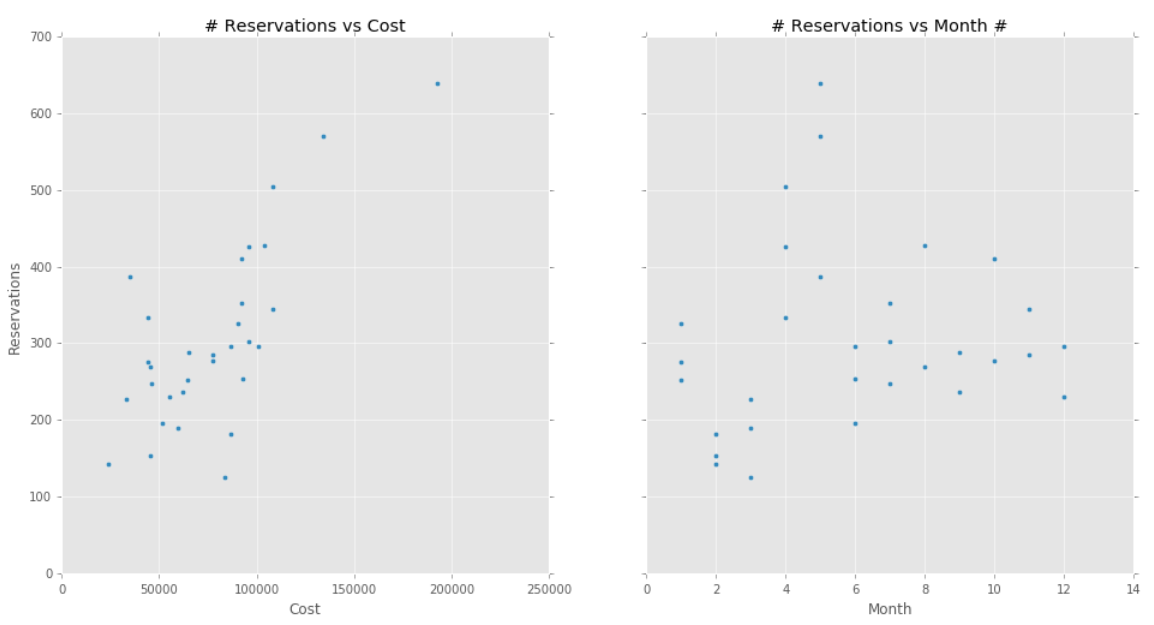 # Reservations vs Cost
# Reservations vs Month #
700
600
500
400
300
200
100
0
Reservations
0 50000 100000 150000 200000 250000
0 2 4 6 8 10 12 14
Cost
Month